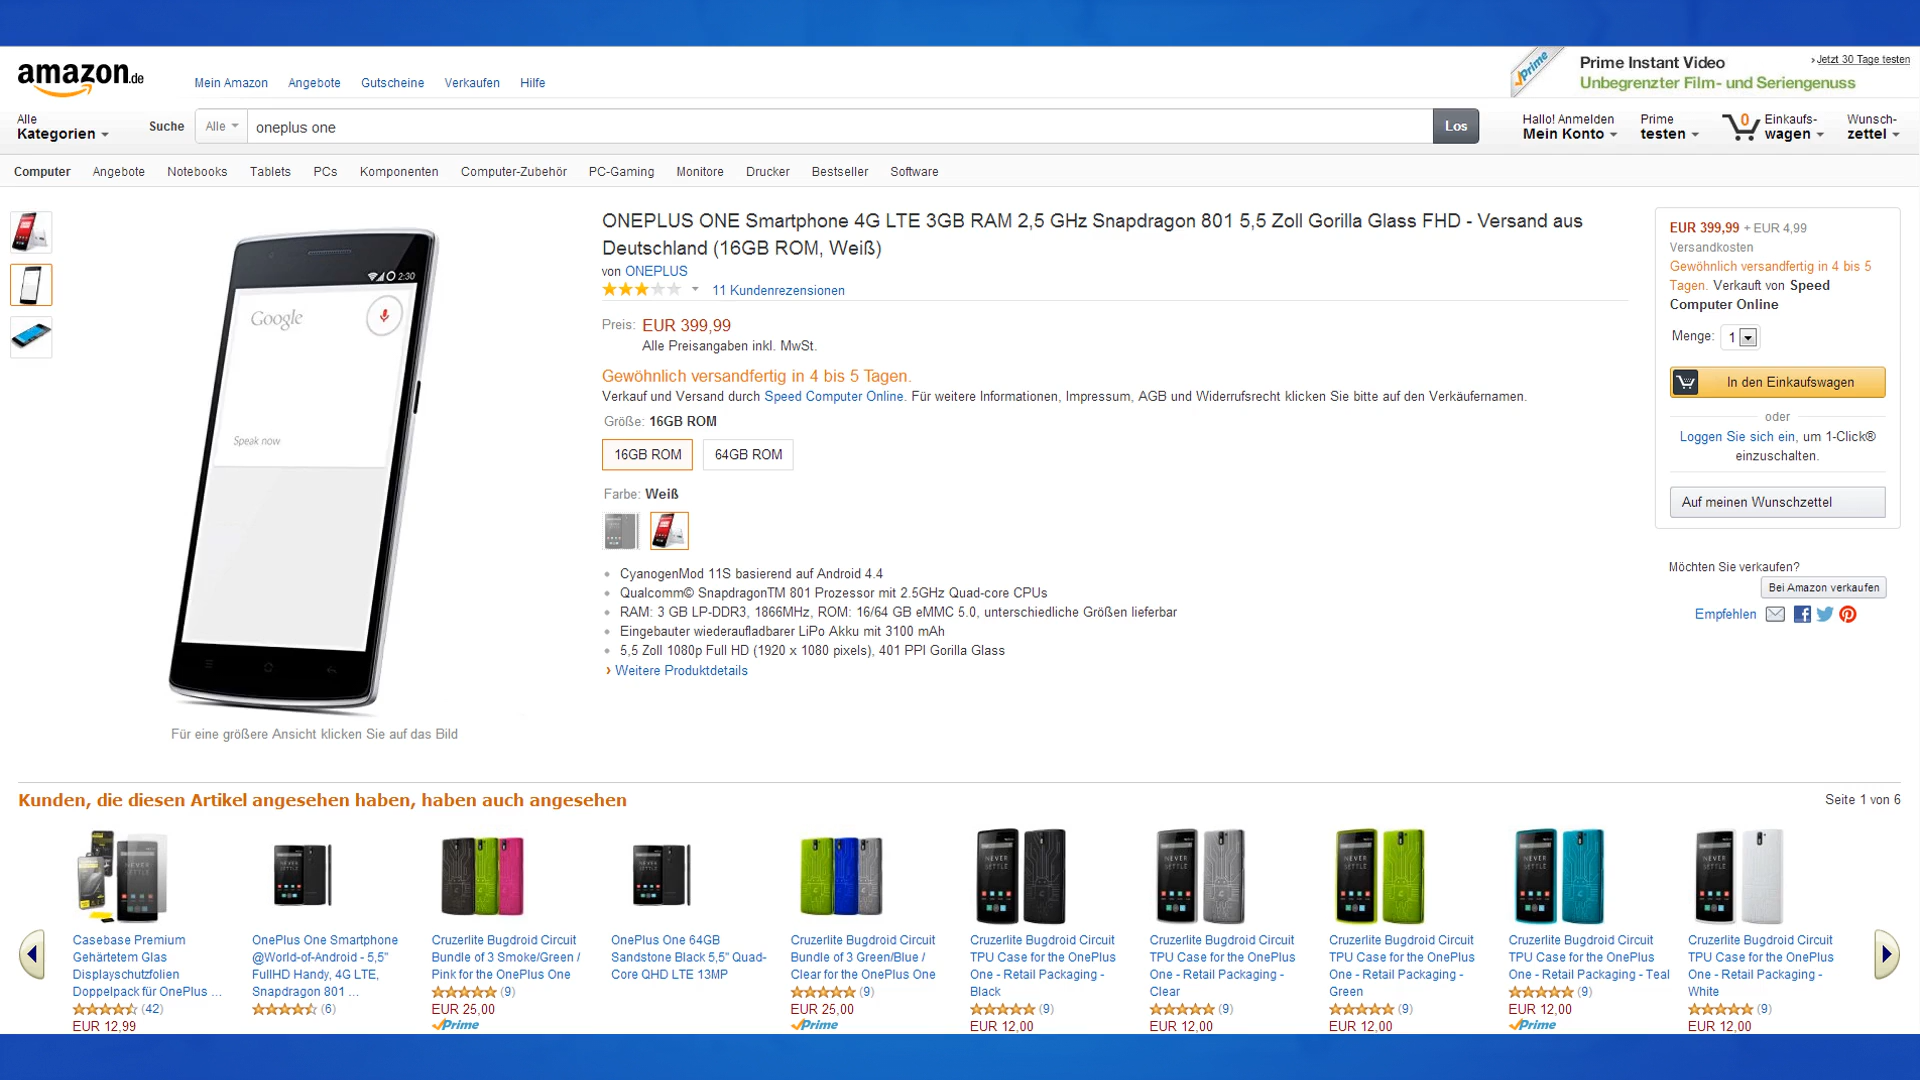 amazon.de
Mein Amazon Angebote Gutscheine Verkaufen Hilfe
Prime
Prime Instant Video
› Jetzt 30 Tage testen
Unbegrenzter Film- und Seriengenuss
Alle
Kategorien
Suche
Alle
oneplus one
Los
Hallo! Anmelden
Mein Konto
Prime
testen
0
Einkaufs-
wagen
Wunsch-
zettel
Computer Angebote Notebooks Tablets PCs Komponenten Computer-Zubehör PC-Gaming Monitore Drucker Bestseller Software
2:30
Google
Speak now
Für eine größere Ansicht klicken Sie auf das Bild
ONEPLUS ONE Smartphone 4G LTE 3GB RAM 2,5 GHz Snapdragon 801 5,5 Zoll Gorilla Glass FHD - Versand aus
Deutschland (16GB ROM, Weiß)
von ONEPLUS
11 Kundenrezensionen
Preis: EUR 399,99
Alle Preisangaben inkl. MwSt.
Gewöhnlich versandfertig in 4 bis 5 Tagen.
Verkauf und Versand durch Speed Computer Online. Für weitere Informationen, Impressum, AGB und Widerrufsrecht klicken Sie bitte auf den Verkäufernamen.
Größe: 16GB ROM
16GB ROM 64GB ROM
Farbe: Weiß
CyanogenMod 11S basierend auf Android 4.4
Qualcomm© SnapdragonTM 801 Prozessor mit 2.5GHz Quad-core CPUs
RAM: 3 GB LP-DDR3, 1866MHz, ROM: 16/64 GB eMMC 5.0, unterschiedliche Größen lieferbar
Eingebauter wiederaufladbarer LiPo Akku mit 3100 mAh
5,5 Zoll 1080p Full HD (1920 x 1080 pixels), 401 PPI Gorilla Glass
› Weitere Produktdetails
EUR 399,99 + EUR 4,99
Versandkosten
Gewöhnlich versandfertig in 4 bis 5
Tagen. Verkauft von Speed
Computer Online
Menge: 1
In den Einkaufswagen
oder
Loggen Sie sich ein, um 1-Click®
einzuschalten.
Auf meinen Wunschzettel
Möchten Sie verkaufen?
Bei Amazon verkaufen
Empfehlen
Kunden, die diesen Artikel angesehen haben, haben auch angesehen
Seite 1 von 6
Casebase Premium
Gehärtetem Glas
Displayschutzfolien
Doppelpack für OnePlus ...
(42)
EUR 12,99
OnePlus One Smartphone
@World-of-Android - 5,5"
FullHD Handy, 4G LTE,
Snapdragon 801 ...
(6)
Cruzerlite Bugdroid Circuit
Bundle of 3 Smoke/Green /
Pink for the OnePlus One
(9)
EUR 25,00
Prime
OnePlus One 64GB
Sandstone Black 5,5" Quad-
Core QHD LTE 13MP
Cruzerlite Bugdroid Circuit
Bundle of 3 Green/Blue /
Clear for the OnePlus One
(9)
EUR 25,00
Prime
NEVER
SETTLE
Cruzerlite Bugdroid Circuit
TPU Case for the OnePlus
One - Retail Packaging -
Black
(9)
EUR 12,00
NEVER
SETTLE
Cruzerlite Bugdroid Circuit
TPU Case for the OnePlus
One - Retail Packaging -
Clear
(9)
EUR 12,00
NEVER
SETTLE
Cruzerlite Bugdroid Circuit
TPU Case for the OnePlus
One - Retail Packaging -
Green
(9)
EUR 12,00
NEVER
SETTLE
Cruzerlite Bugdroid Circuit
TPU Case for the OnePlus
One - Retail Packaging - Teal
(9)
EUR 12,00
Prime
NEVER
SETTLE
Cruzerlite Bugdroid Circuit
TPU Case for the OnePlus
One - Retail Packaging -
White
(9)
EUR 12,00